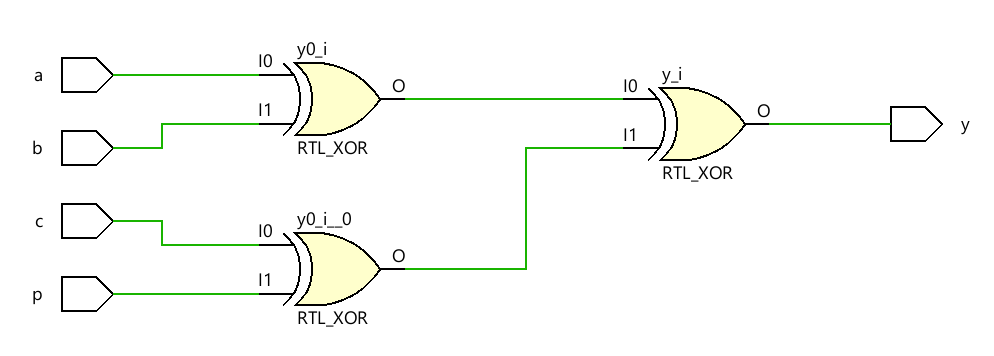 a
b
c
p
I0
I1
y0_i
O
RTL_XOR
I0
I1
y0_i__0
O
RTL_XOR
I0
I1
y_i
O
RTL_XOR
y